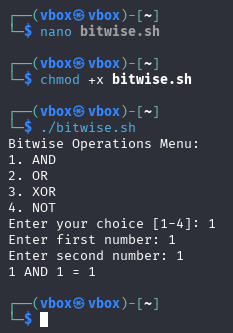 ┌──(vbox㉿vbox)-[~]
└─$ nano bitwise.sh
┌──(vbox㉿vbox)-[~]
└─$ chmod +x bitwise.sh
┌──(vbox㉿vbox)-[~]
└─$ ./bitwise.sh
Bitwise Operations Menu:
1. AND
2. OR
3. XOR
4. NOT
Enter your choice [1-4]: 1
Enter first number: 1
Enter second number: 1
1 AND 1 = 1
┌──(vbox㉿vbox)-[~]
└─$